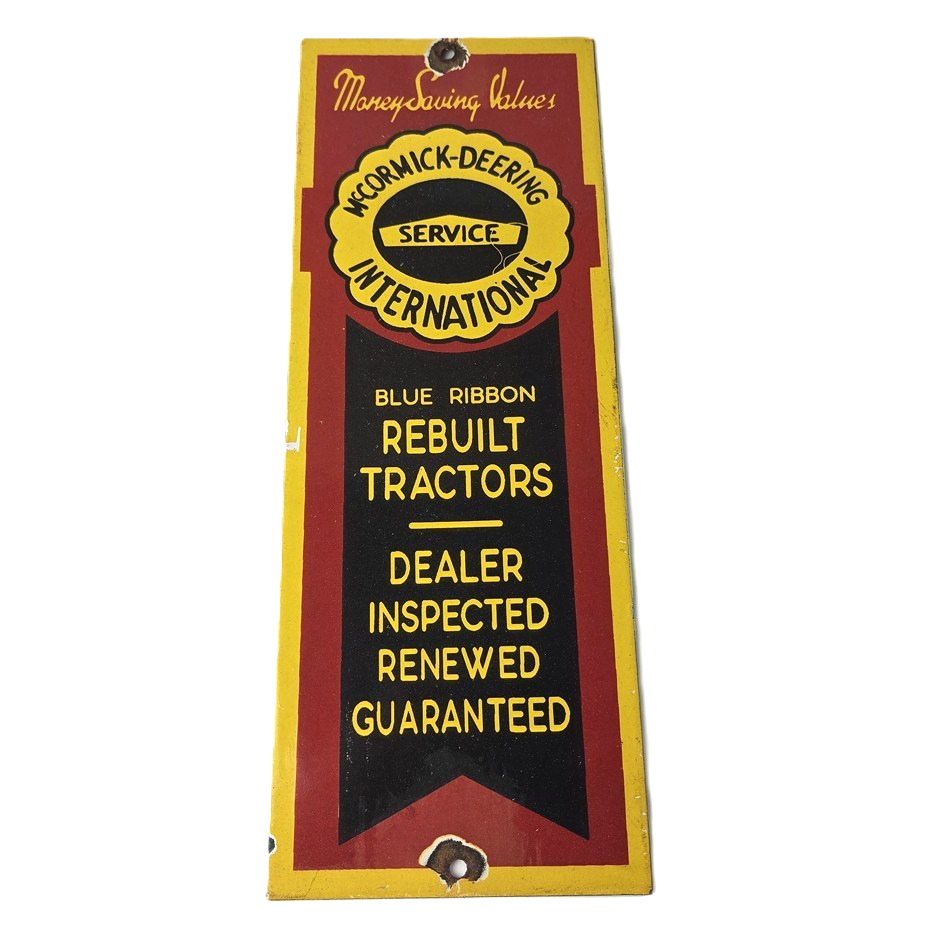 Money Saving Values
McCORMICK-DEERING
SERVICE
INTERNATIONAL
BLUE RIBBON
REBUILT
TRACTORS
DEALER
INSPECTED
RENEWED
GUARANTEED